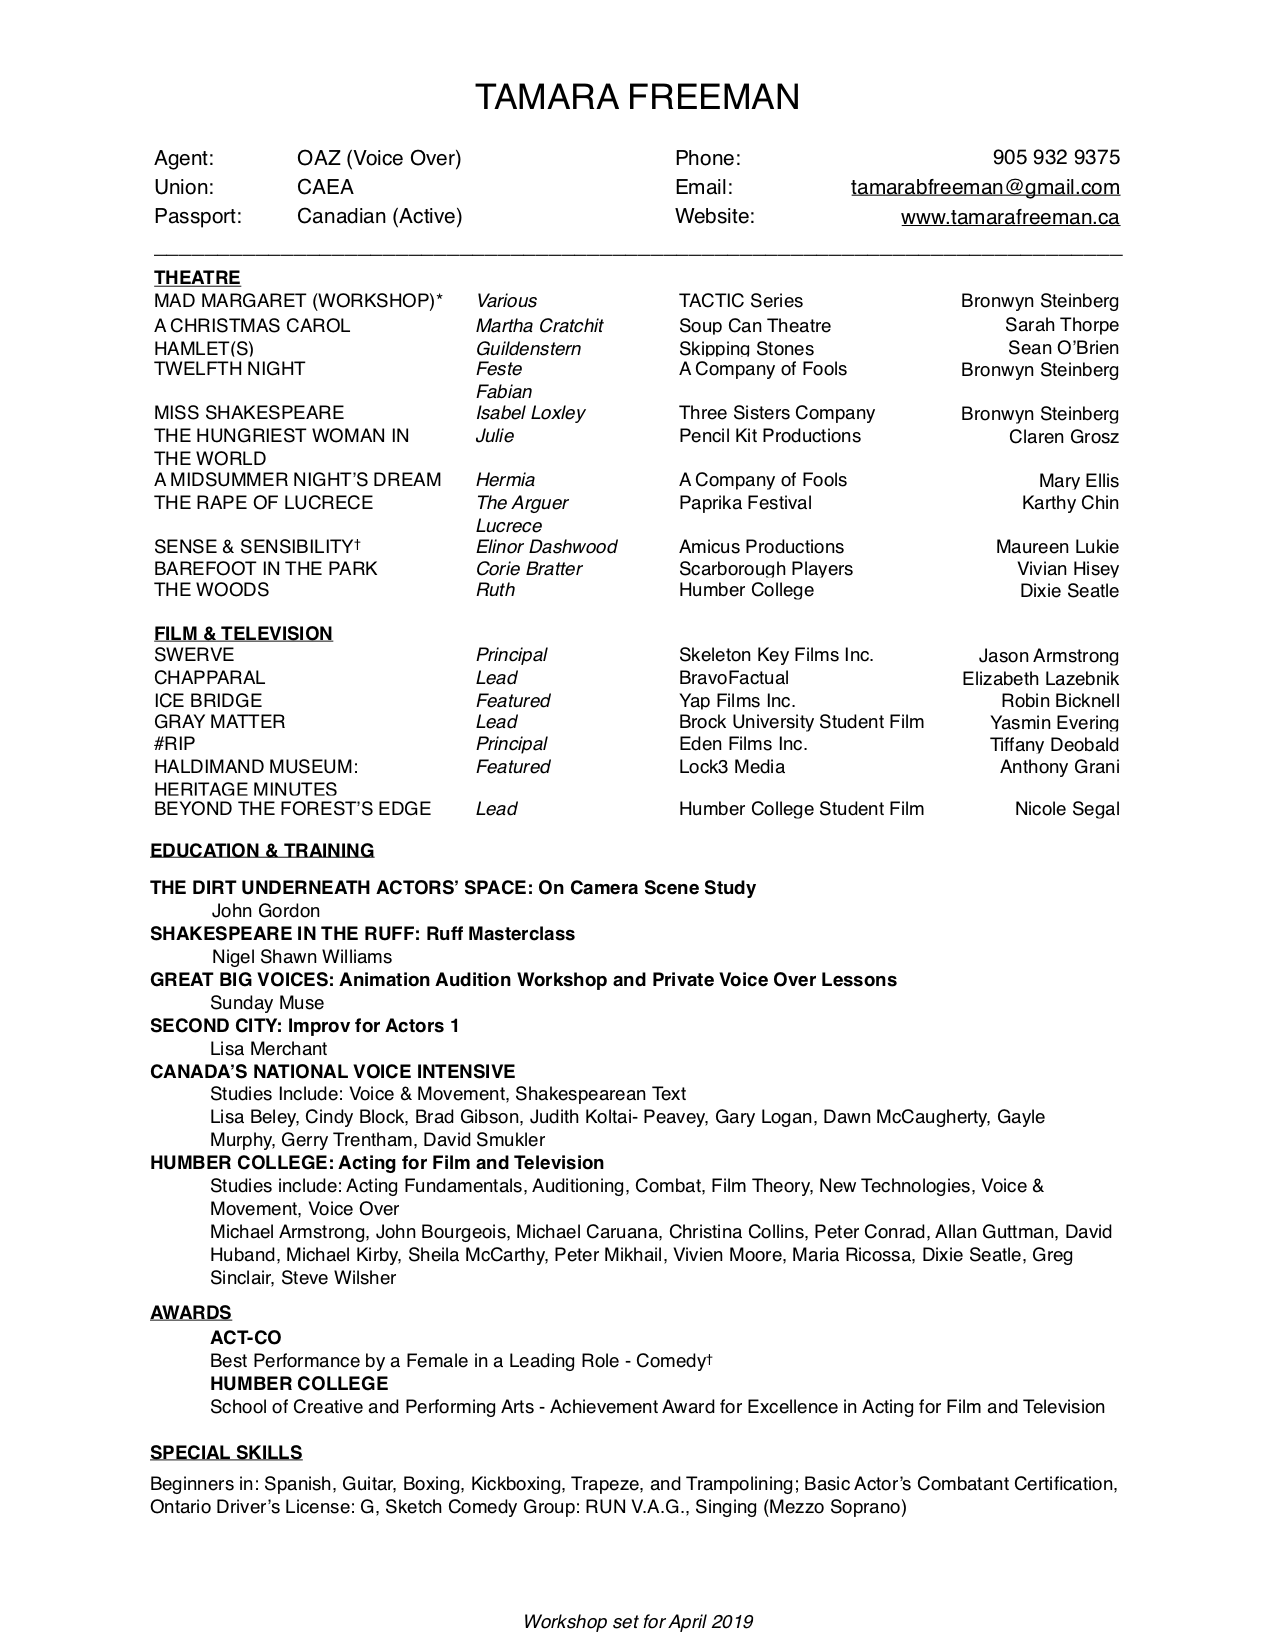 TAMARA FREEMAN
Agent: OAZ (Voice Over) Phone: 905 932 9375
Union: CAEA Email: tamarabfreeman@gmail.com
Passport: Canadian (Active) Website: www.tamarafreeman.ca
THEATRE
MAD MARGARET (WORKSHOP)* Various TACTIC Series Bronwyn Steinberg
A CHRISTMAS CAROL Martha Cratchit Soup Can Theatre Sarah Thorpe
HAMLET(S) Guildenstern Skipping Stones Sean O’Brien
TWELFTH NIGHT Feste A Company of Fools Bronwyn Steinberg
Fabian
MISS SHAKESPEARE Isabel Loxley Three Sisters Company Bronwyn Steinberg
THE HUNGRIEST WOMAN IN Julie Pencil Kit Productions Claren Grosz
THE WORLD
A MIDSUMMER NIGHT’S DREAM Hermia A Company of Fools Mary Ellis
THE RAPE OF LUCRECE The Arguer Paprika Festival Karthy Chin
Lucrece
SENSE & SENSIBILITY† Elinor Dashwood Amicus Productions Maureen Lukie
BAREFOOT IN THE PARK Corie Bratter Scarborough Players Vivian Hisey
THE WOODS Ruth Humber College Dixie Seatle
FILM & TELEVISION
SWERVE Principal Skeleton Key Films Inc. Jason Armstrong
CHAPPARAL Lead BravoFactual Elizabeth Lazebnik
ICE BRIDGE Featured Yap Films Inc. Robin Bicknell
GRAY MATTER Lead Brock University Student Film Yasmin Evering
#RIP Principal Eden Films Inc. Tiffany Deobald
HALDIMAND MUSEUM: Featured Lock3 Media Anthony Grani
HERITAGE MINUTES
BEYOND THE FOREST’S EDGE Lead Humber College Student Film Nicole Segal
EDUCATION & TRAINING
THE DIRT UNDERNEATH ACTORS’ SPACE: On Camera Scene Study
John Gordon
SHAKESPEARE IN THE RUFF: Ruff Masterclass
Nigel Shawn Williams
GREAT BIG VOICES: Animation Audition Workshop and Private Voice Over Lessons
Sunday Muse
SECOND CITY: Improv for Actors 1
Lisa Merchant
CANADA’S NATIONAL VOICE INTENSIVE
Studies Include: Voice & Movement, Shakespearean Text
Lisa Beley, Cindy Block, Brad Gibson, Judith Koltai- Peavey, Gary Logan, Dawn McCaugherty, Gayle
Murphy, Gerry Trentham, David Smukler
HUMBER COLLEGE: Acting for Film and Television
Studies include: Acting Fundamentals, Auditioning, Combat, Film Theory, New Technologies, Voice &
Movement, Voice Over
Michael Armstrong, John Bourgeois, Michael Caruana, Christina Collins, Peter Conrad, Allan Guttman, David
Huband, Michael Kirby, Sheila McCarthy, Peter Mikhail, Vivien Moore, Maria Ricossa, Dixie Seatle, Greg
Sinclair, Steve Wilsher
AWARDS
ACT-CO
Best Performance by a Female in a Leading Role - Comedy†
HUMBER COLLEGE
School of Creative and Performing Arts - Achievement Award for Excellence in Acting for Film and Television
SPECIAL SKILLS
Beginners in: Spanish, Guitar, Boxing, Kickboxing, Trapeze, and Trampolining; Basic Actor’s Combatant Certification,
Ontario Driver’s License: G, Sketch Comedy Group: RUN V.A.G., Singing (Mezzo Soprano)
Workshop set for April 2019